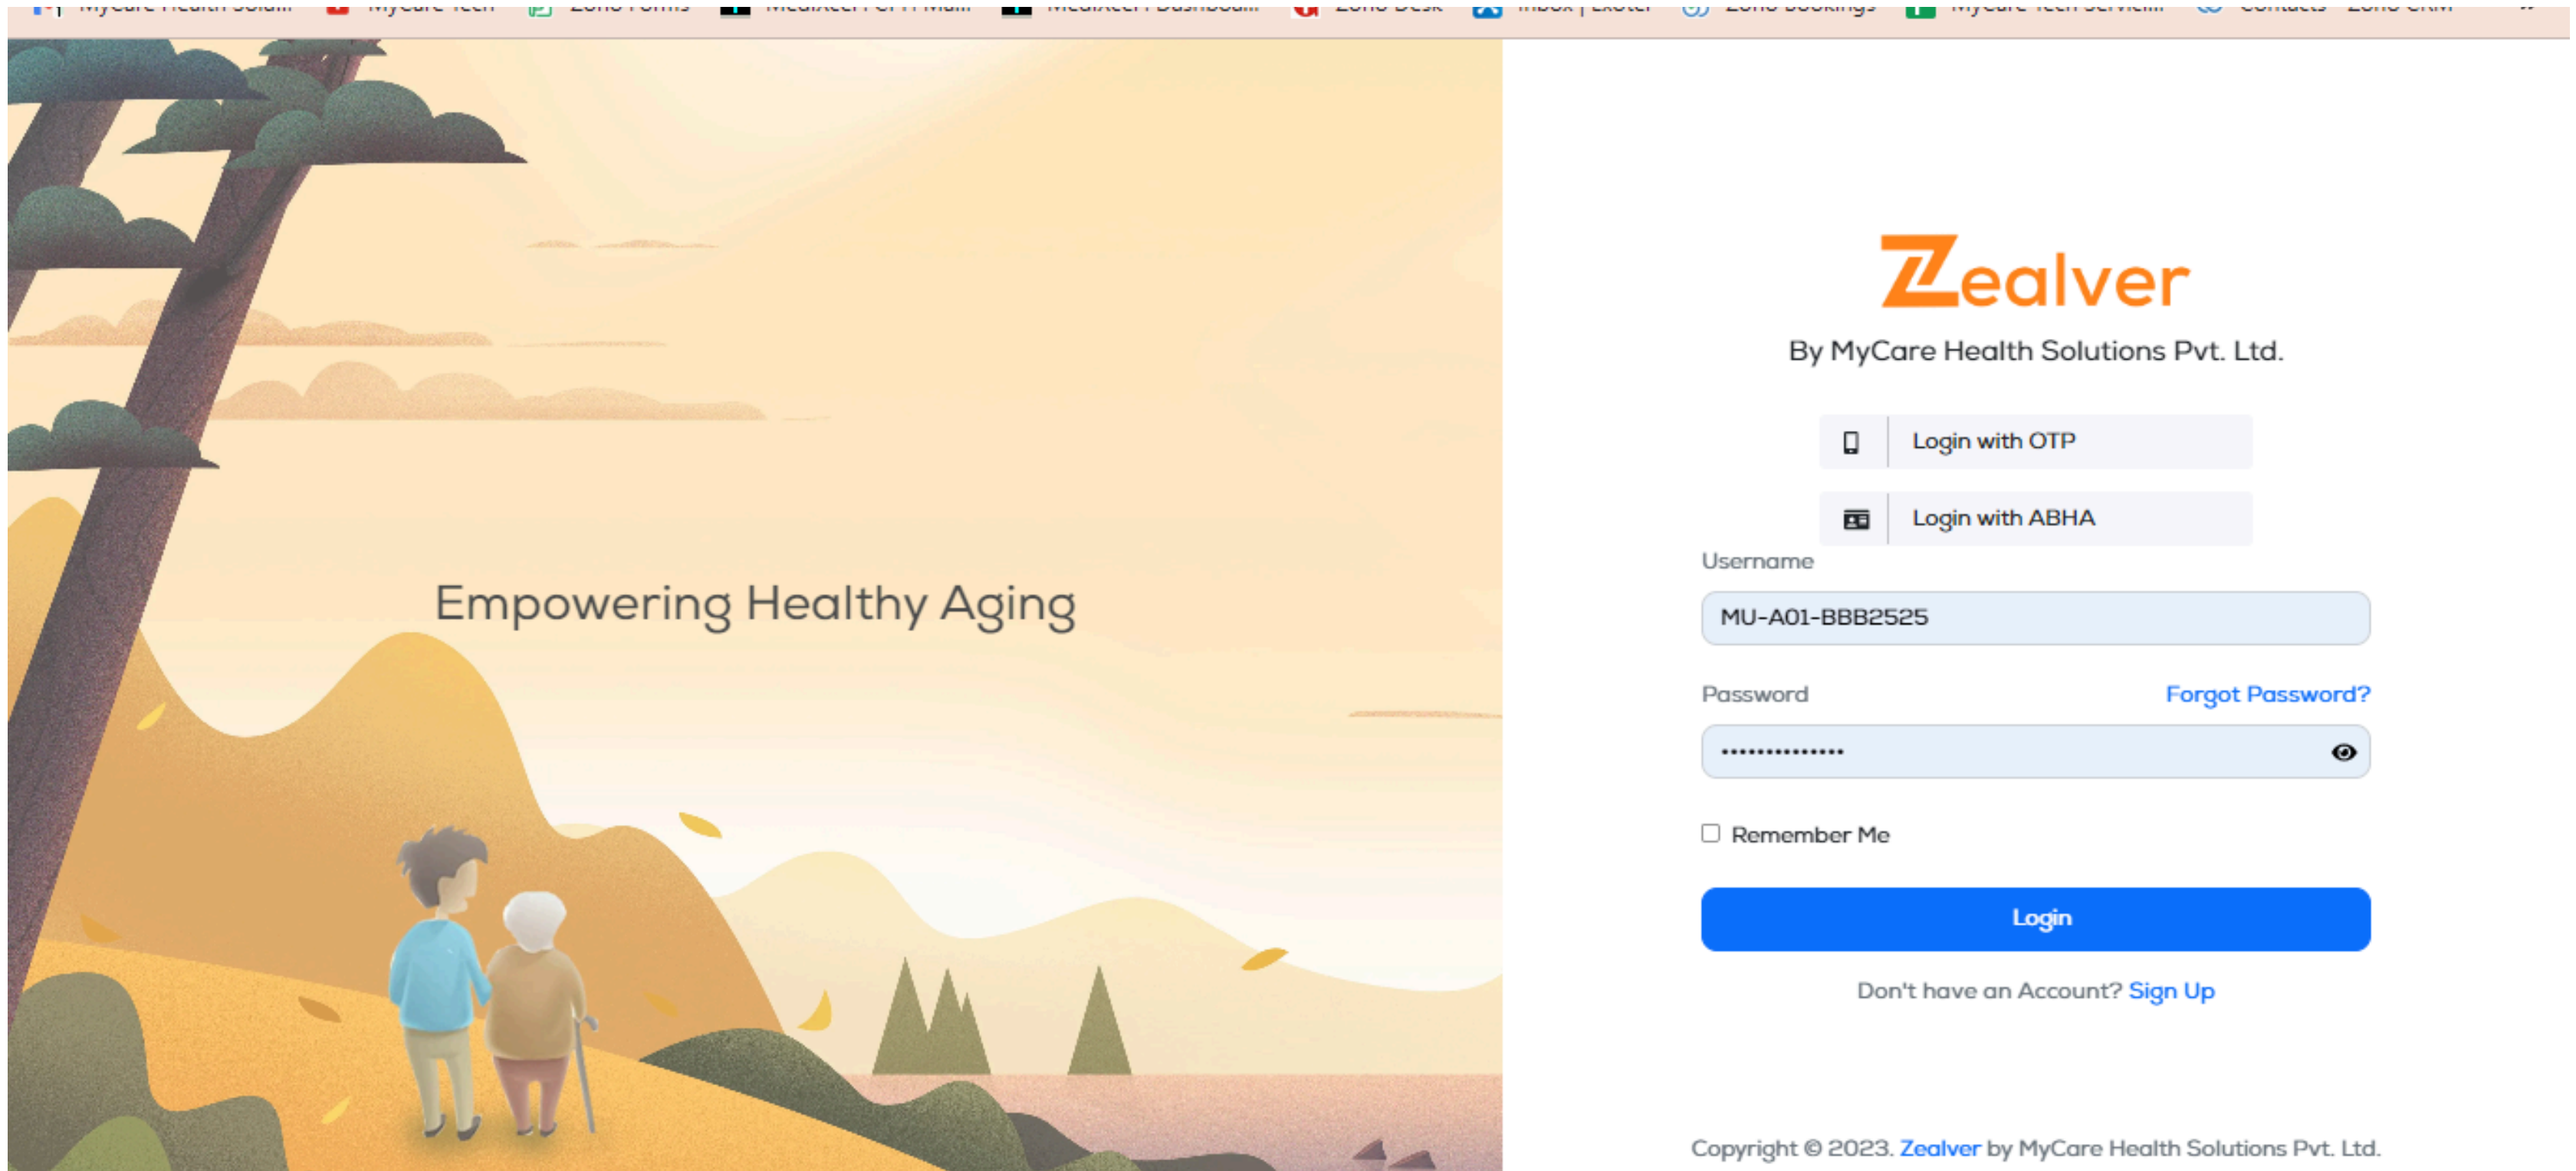 Zealver
By MyCare Health Solutions Pvt. Ltd.
Login with OTP
Login with ABHA
Username
MU-A01-BBB2525
Password Forgot Password?
••••••••••••••
Remember Me
Login
Don't have an Account? Sign Up
Copyright © 2023. Zealver by MyCare Health Solutions Pvt. Ltd.
Empowering Healthy Aging